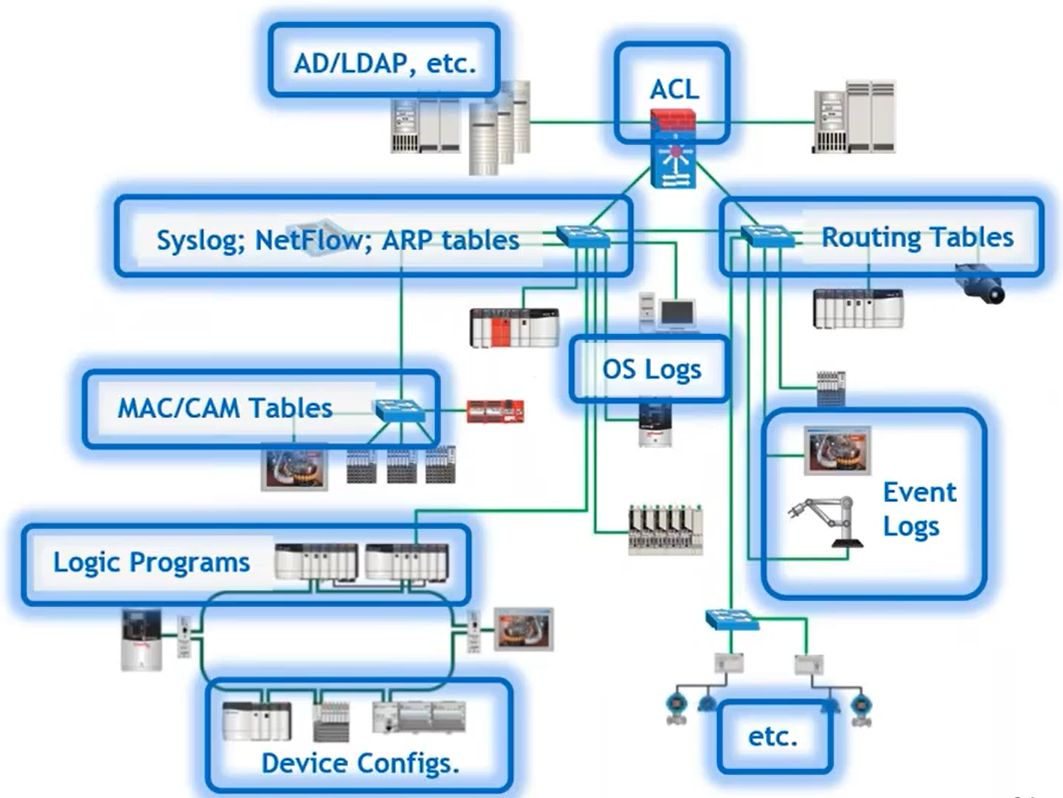 AD/LDAP, etc.
ACL
Syslog; NetFlow; ARP tables
Routing Tables
OS Logs
MAC/CAM Tables
Event
Logs
Logic Programs
etc.
Device Configs.